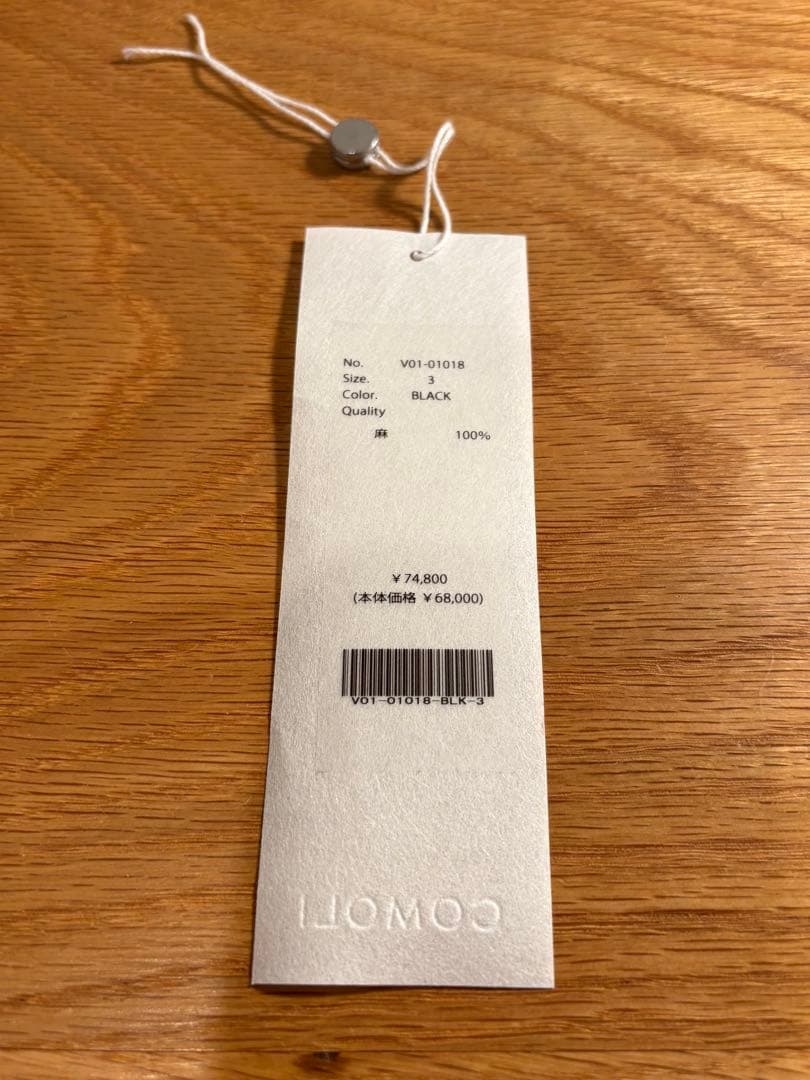 No. V01-01018
Size. 3
Color. BLACK
Quality
麻 100%
￥74,800
(本体価格 ￥68,000)
V01-01018-BLK-3
COMOLI